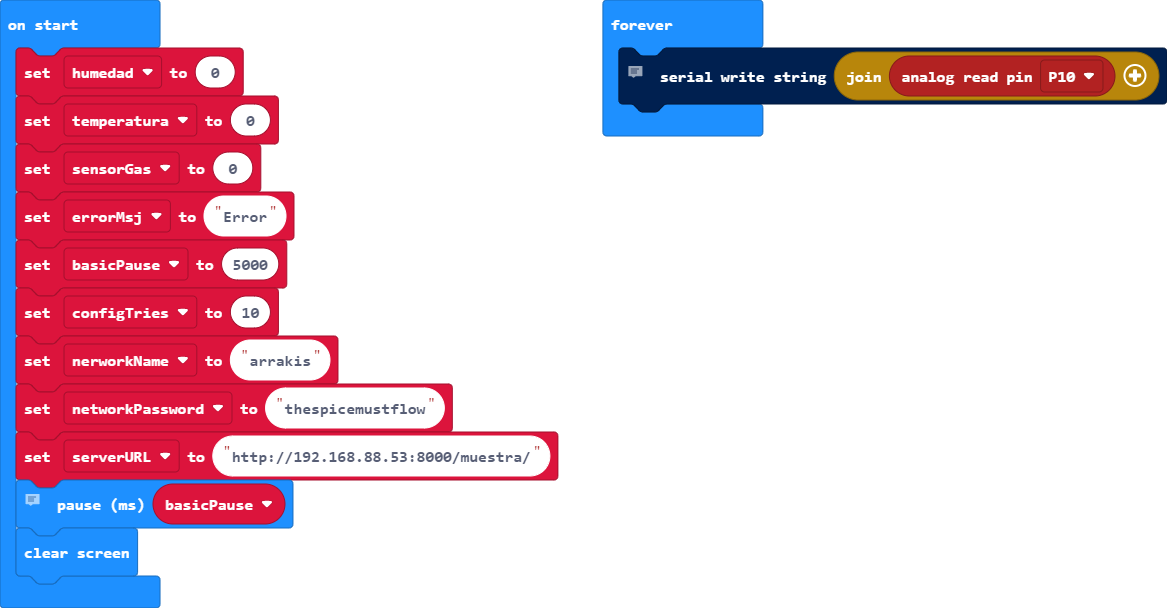 on start
set humedad to 0
set temperatura to 0
set sensorGas to 0
set errorMsj to "Error"
set basicPause to 5000
set configTries to 10
set nerworkName to "arrakis"
set networkPassword to "thespicemustflow"
set serverURL to "http://192.168.88.53:8000/muestra/"
pause (ms) basicPause
clear screen
forever
serial write string join analog read pin P10